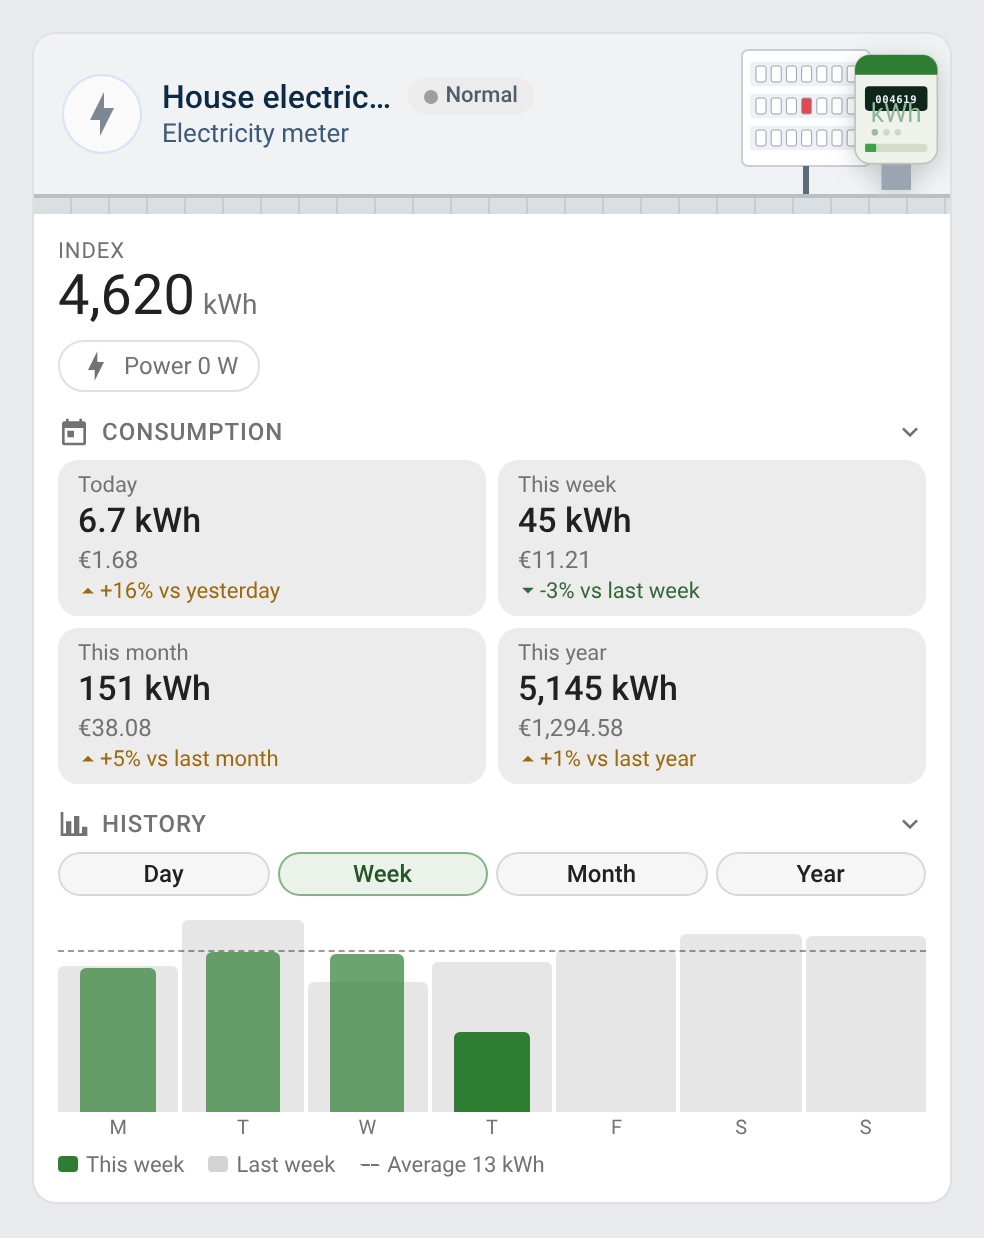 House electric...
Normal
Electricity meter
004619
kWh
INDEX
4,620 kWh
Power 0 W
CONSUMPTION
Today
6.7 kWh
€1.68
+16% vs yesterday
This week
45 kWh
€11.21
-3% vs last week
This month
151 kWh
€38.08
+5% vs last month
This year
5,145 kWh
€1,294.58
+1% vs last year
HISTORY
Day
Week
Month
Year
M T W T F S S
This week Last week Average 13 kWh